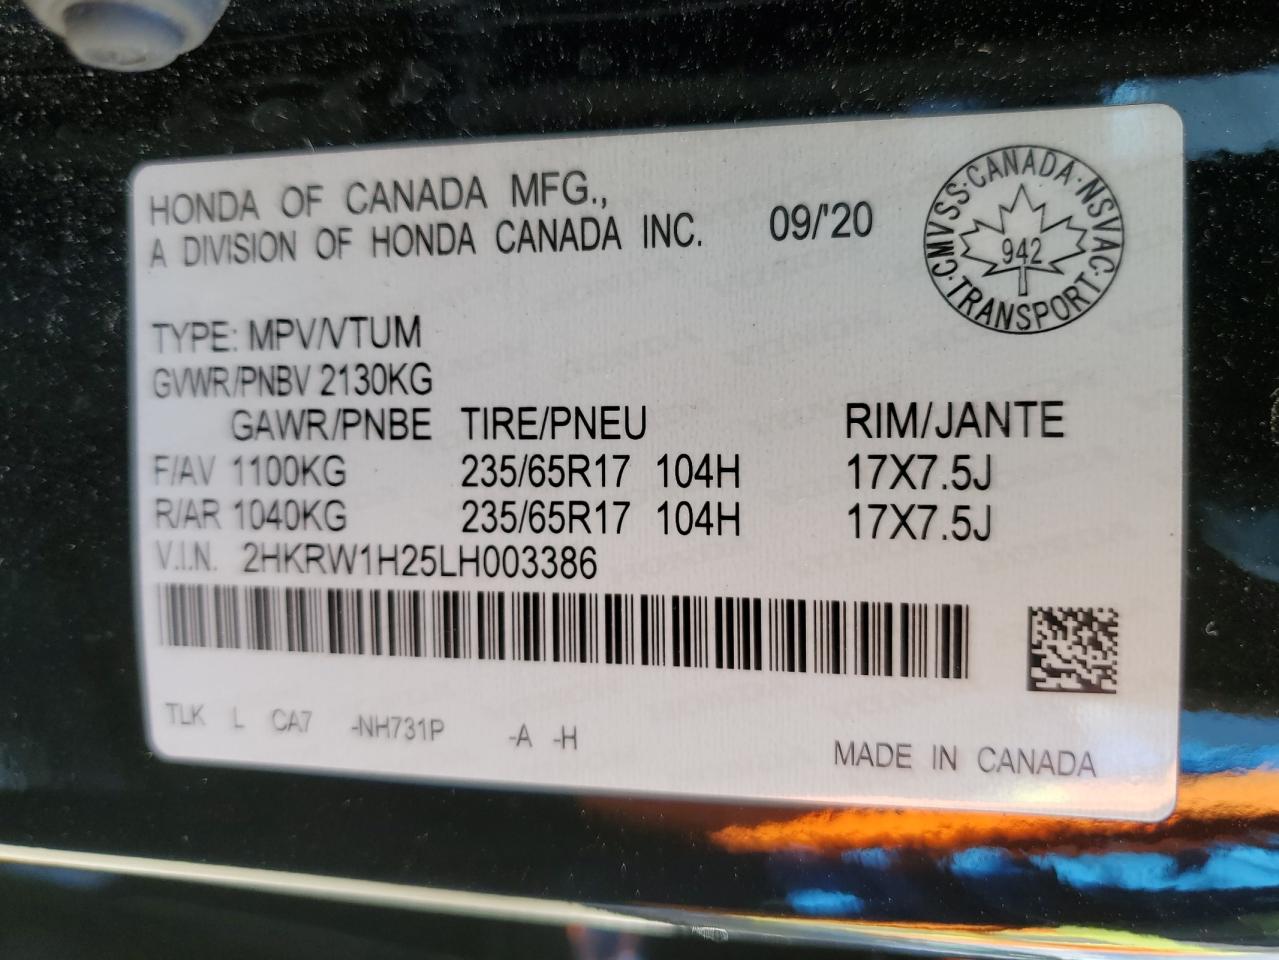 HONDA OF CANADA MFG.,
A DIVISION OF HONDA CANADA INC. 09/'20
CMVSS·CANADA·NSVAC·TRANSPORT·
942
TYPE: MPV/VTUM
GVWR/PNBV 2130KG
GAWR/PNBE TIRE/PNEU RIM/JANTE
F/AV 1100KG 235/65R17 104H 17X7.5J
R/AR 1040KG 235/65R17 104H 17X7.5J
V.I.N. 2HKRW1H25LH003386
TLK L CA7 -NH731P -A -H
MADE IN CANADA